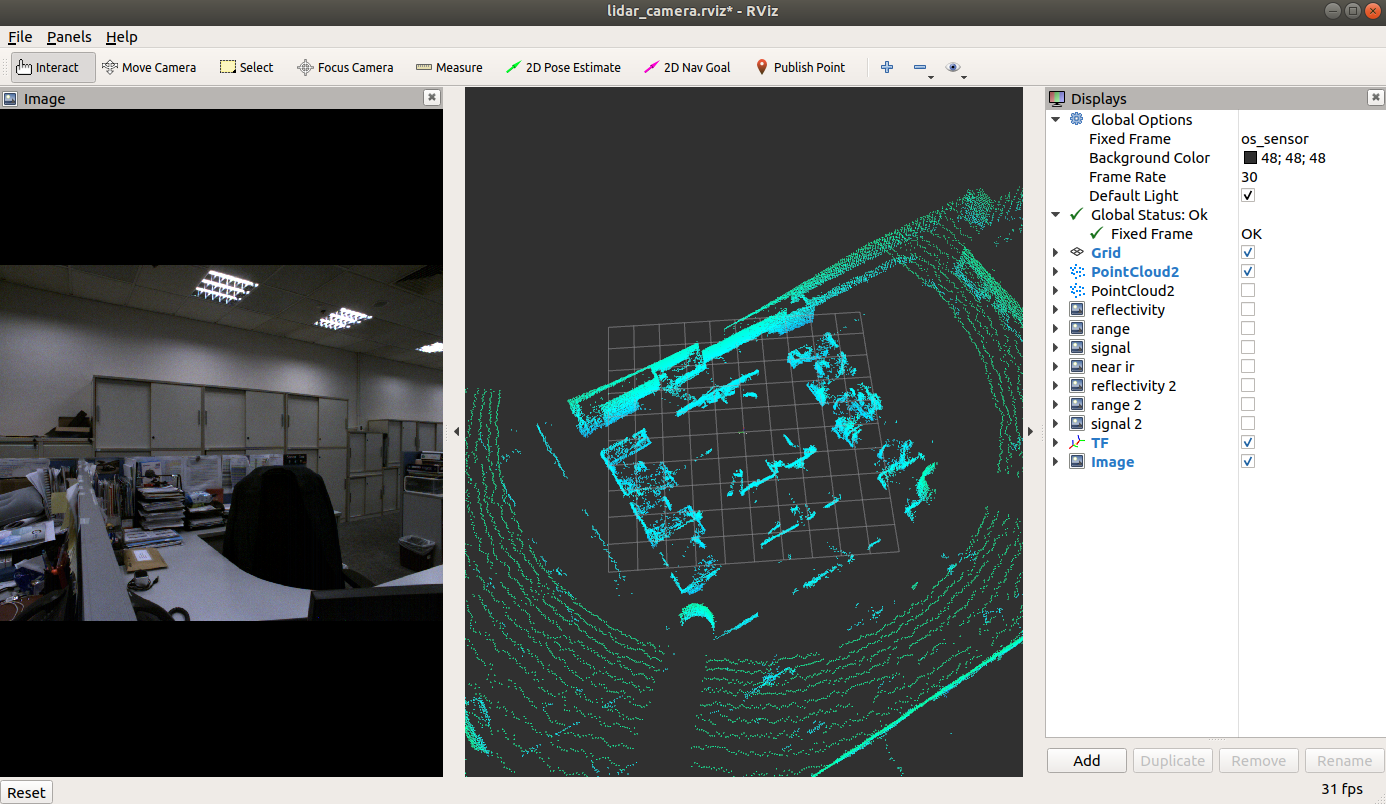 lidar_camera.rviz* - RViz
File Panels Help
Interact Move Camera Select Focus Camera Measure 2D Pose Estimate 2D Nav Goal Publish Point
Image
Displays
Global Options
Fixed Frame os_sensor
Background Color 48; 48; 48
Frame Rate 30
Default Light
Global Status: Ok
Fixed Frame OK
Grid
PointCloud2
PointCloud2
reflectivity
range
signal
near ir
reflectivity 2
range 2
signal 2
TF
Image
Add Duplicate Remove Rename
Reset
31 fps